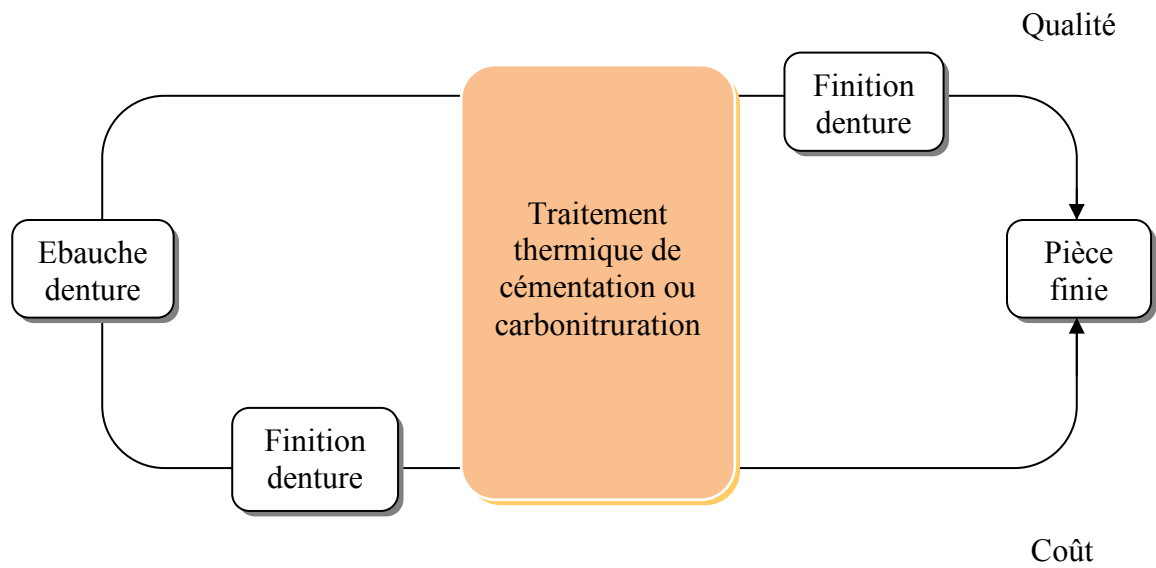 Qualité
Finition
denture
Ebauche
denture
Traitement
thermique de
cémentation ou
carbonitruration
Pièce
finie
Finition
denture
Coût